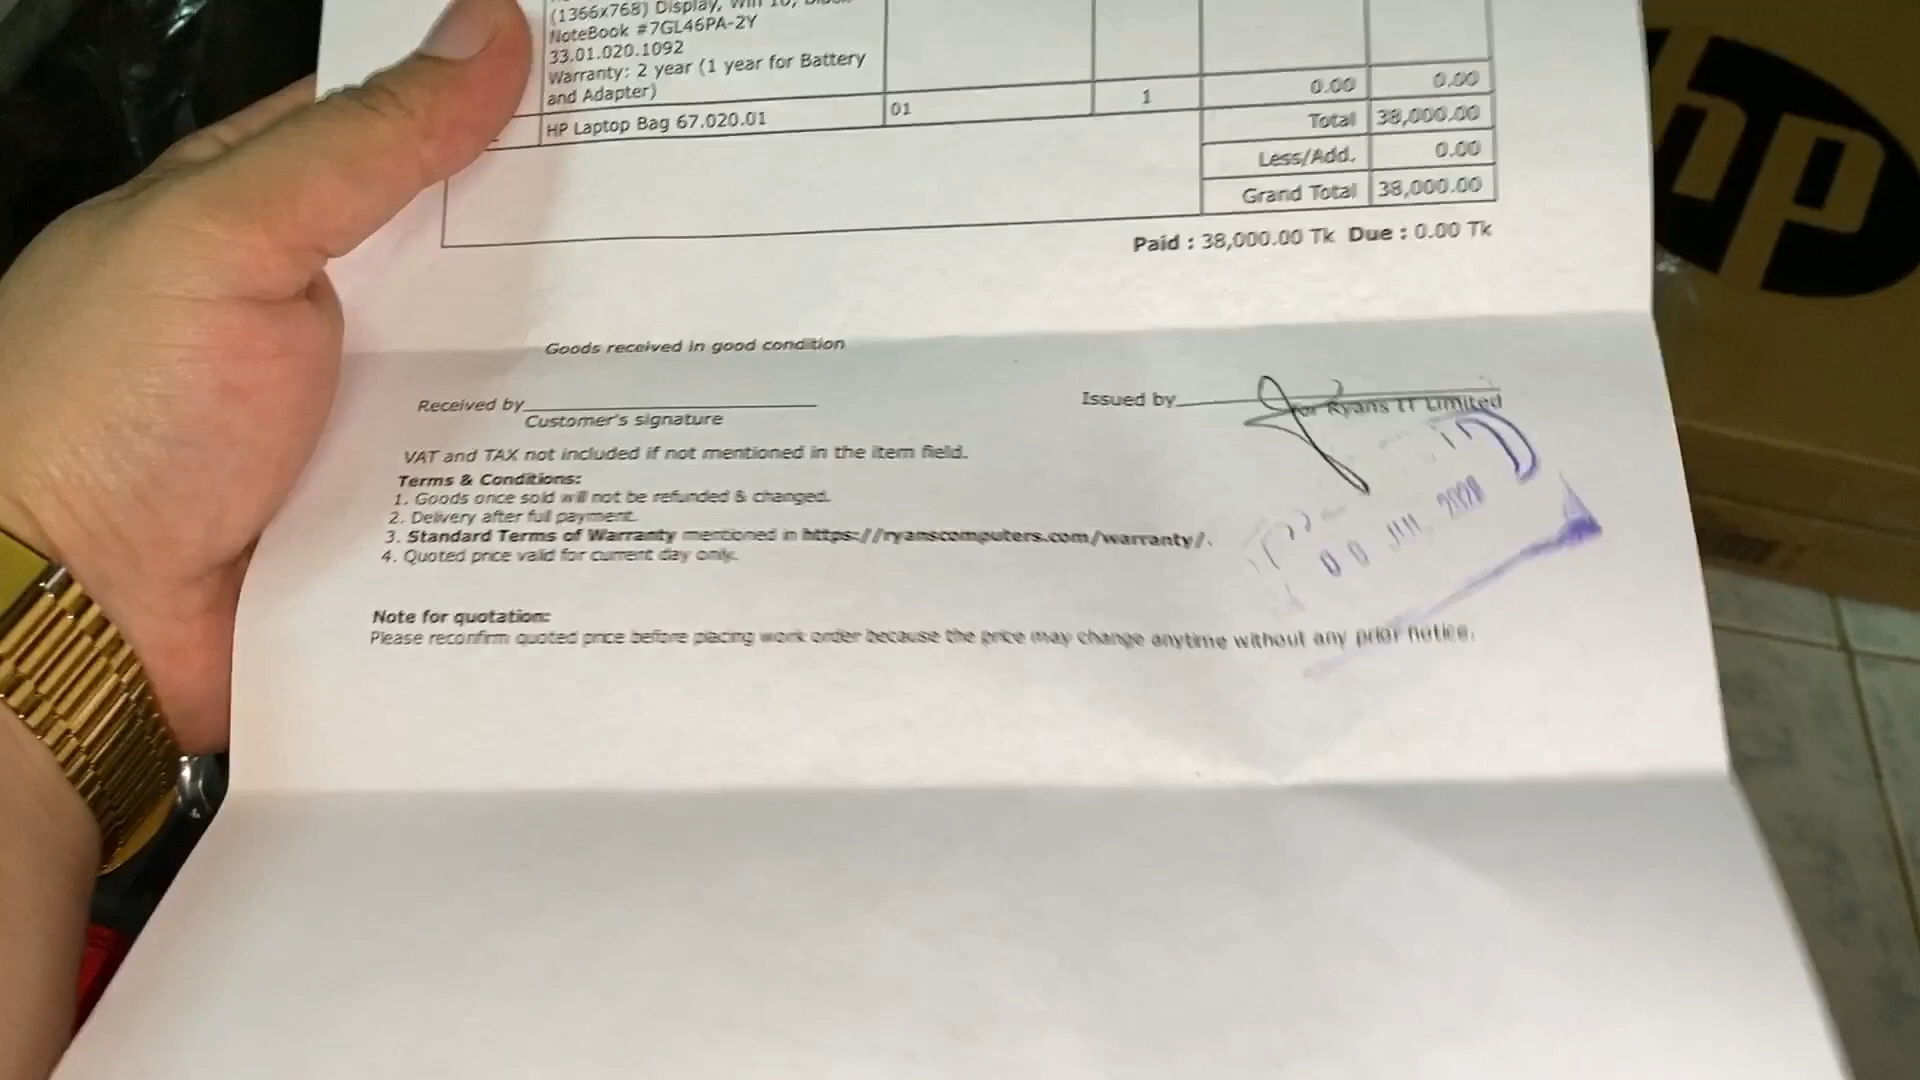 (1366x768) Display, Win 10, Black
NoteBook #7GL46PA-2Y
33.01.020.1092
Warranty: 2 year (1 year for Battery
and Adapter)
0.00 0.00
HP Laptop Bag 67.020.01 01 1
Total 38,000.00
Less/Add. 0.00
Grand Total 38,000.00
Paid : 38,000.00 Tk Due : 0.00 Tk
Goods received in good condition
Received by
Customer's signature
Issued by
for Ryans IT Limited
VAT and TAX not included if not mentioned in the item field.
Terms & Conditions:
1. Goods once sold will not be refunded & changed.
2. Delivery after full payment.
3. Standard Terms of Warranty mentioned in https://ryanscomputers.com/warranty/.
4. Quoted price valid for current day only.
Note for quotation:
Please reconfirm quoted price before placing work order because the price may change anytime without any prior notice.
hp